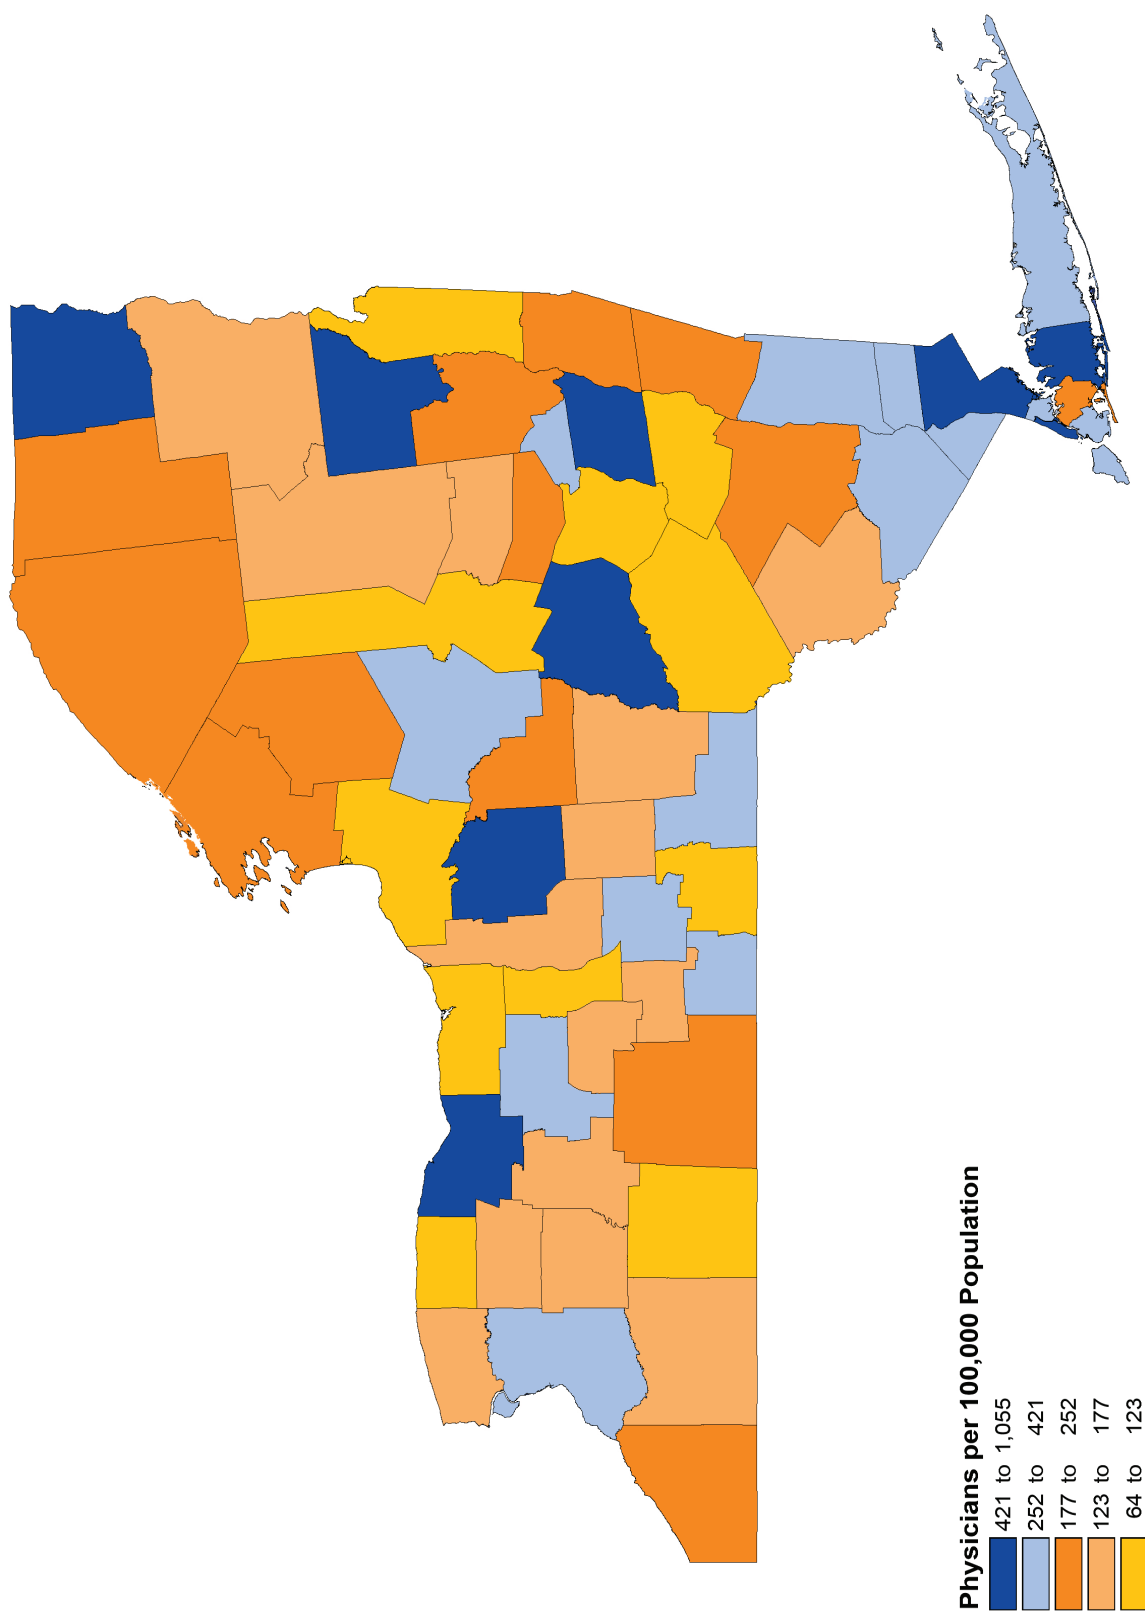 Physicians per 100,000 Population
421 to 1,055
252 to 421
177 to 252
123 to 177
64 to 123